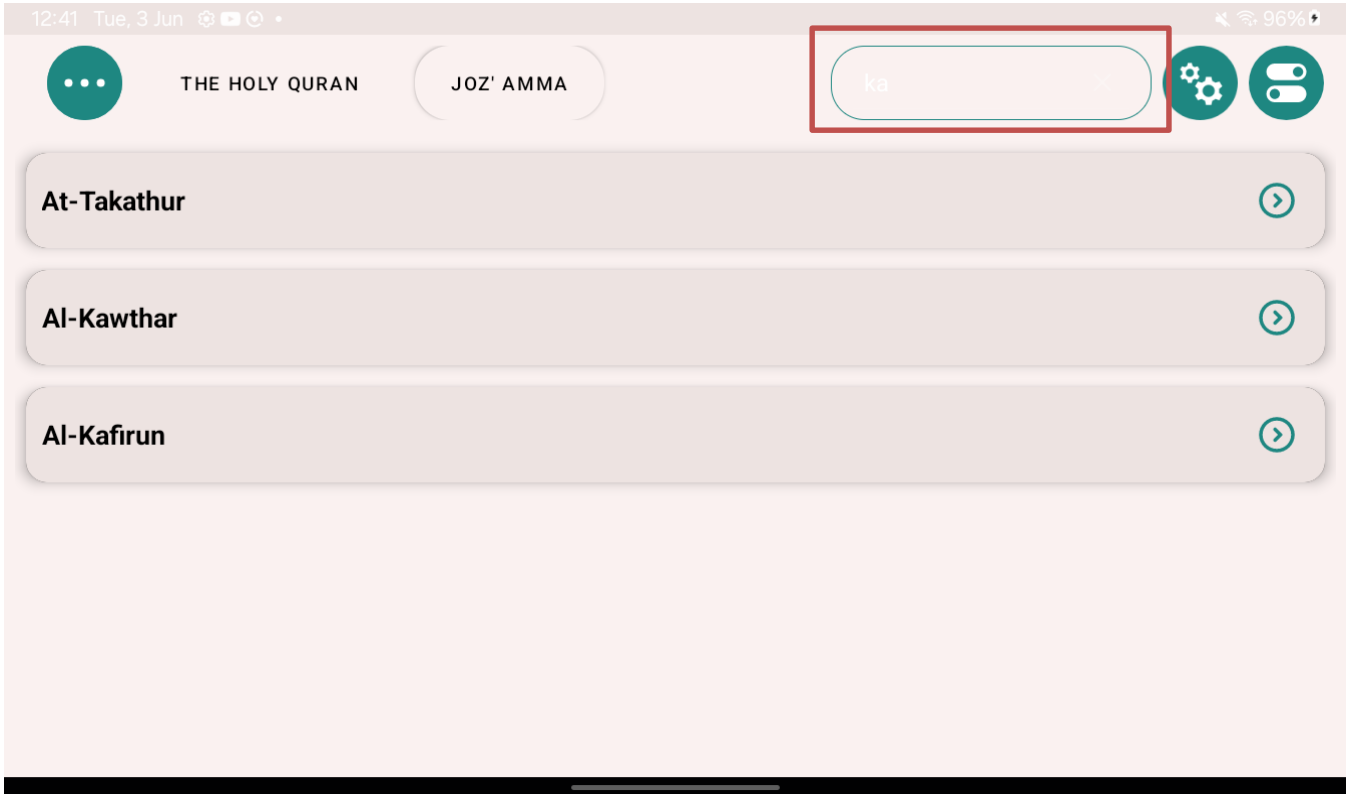 12:41 Tue, 3 Jun 96%
THE HOLY QURAN JOZ' AMMA ka
At-Takathur
Al-Kawthar
Al-Kafirun